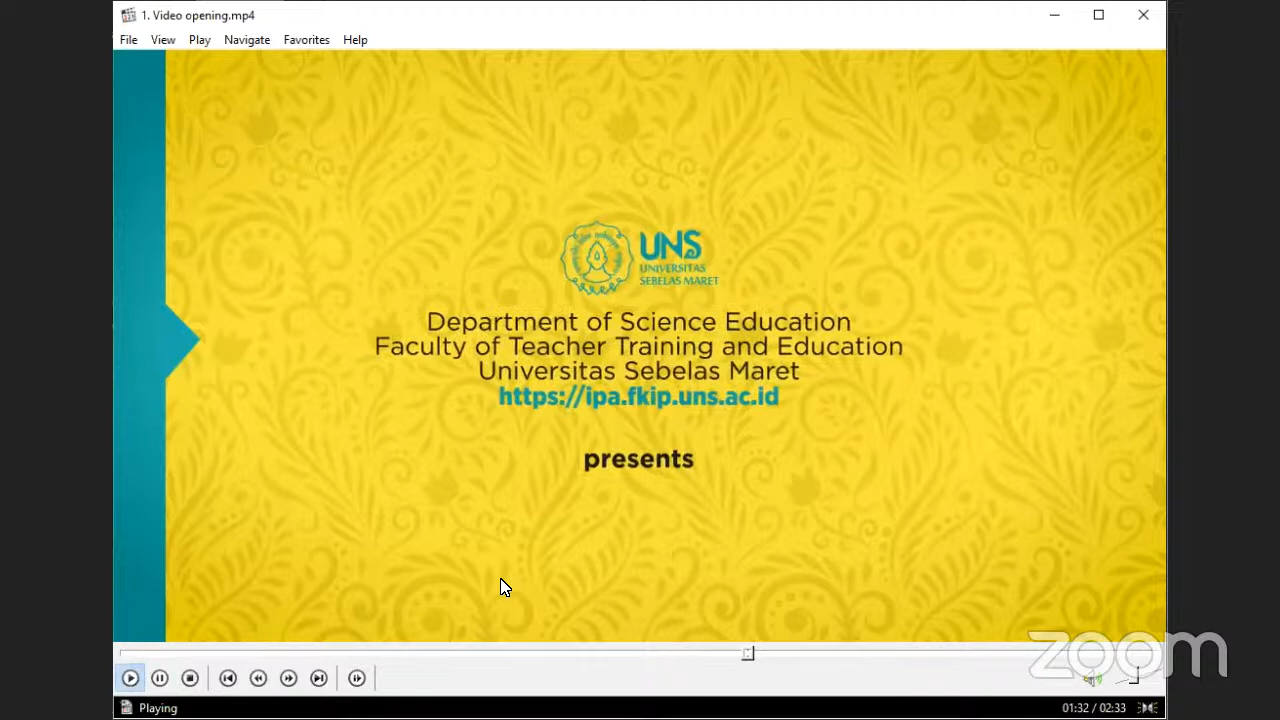 1. Video opening.mp4
File View Play Navigate Favorites Help
UNS
UNIVERSITAS
SEBELAS MARET
Department of Science Education
Faculty of Teacher Training and Education
Universitas Sebelas Maret
https://ipa.fkip.uns.ac.id
presents
zoom
Playing 01:32 / 02:33